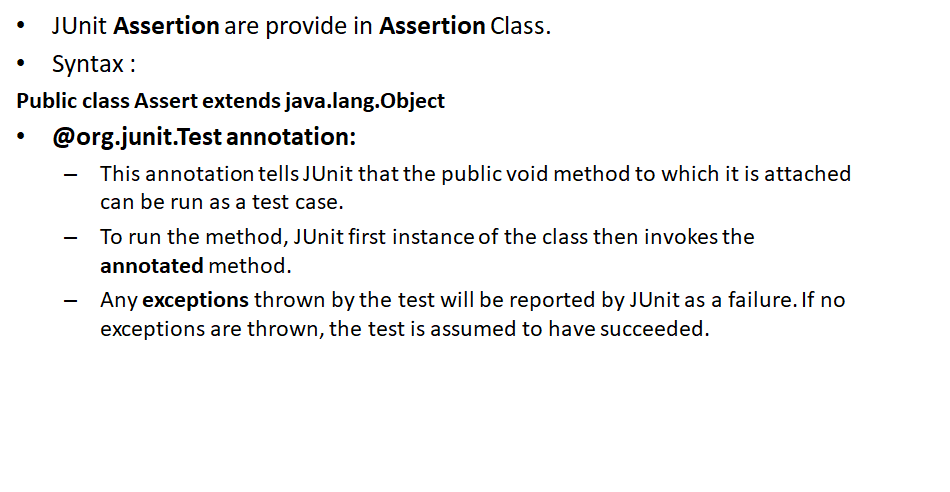 • JUnit Assertion are provide in Assertion Class.
• Syntax :
Public class Assert extends java.lang.Object
• @org.junit.Test annotation:
– This annotation tells JUnit that the public void method to which it is attached
can be run as a test case.
– To run the method, JUnit first instance of the class then invokes the
annotated method.
– Any exceptions thrown by the test will be reported by JUnit as a failure. If no
exceptions are thrown, the test is assumed to have succeeded.